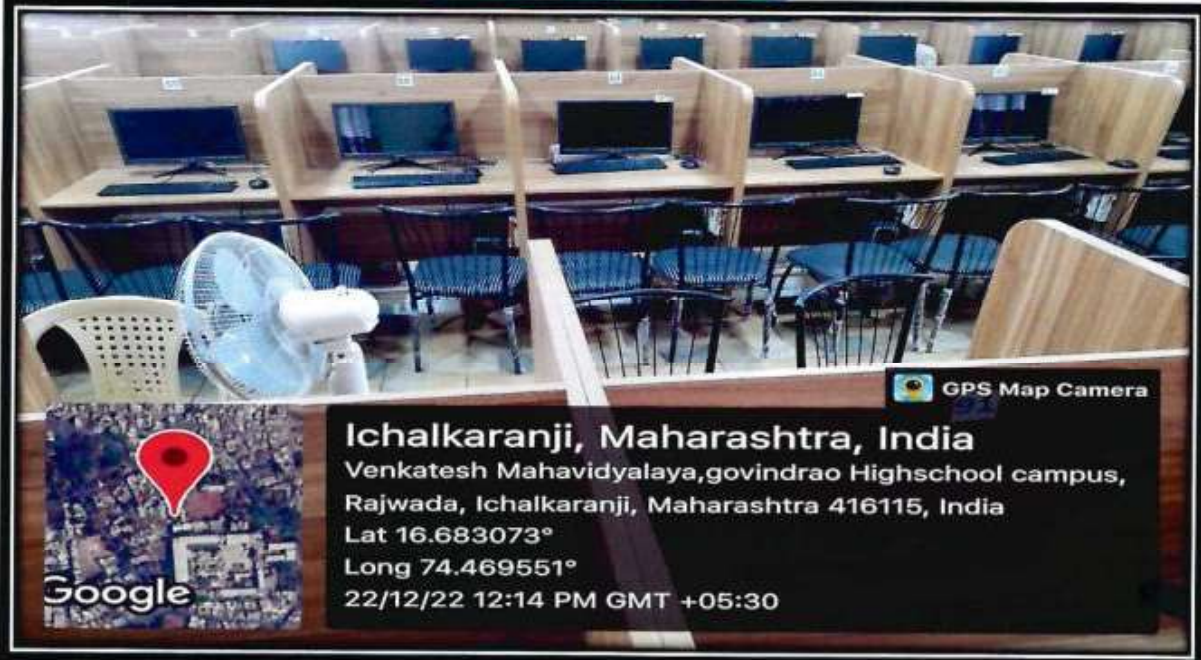 GPS Map Camera
Ichalkaranji, Maharashtra, India
Venkatesh Mahavidyalaya,govindrao Highschool campus,
Rajwada, Ichalkaranji, Maharashtra 416115, India
Lat 16.683073°
Long 74.469551°
22/12/22 12:14 PM GMT +05:30
Google